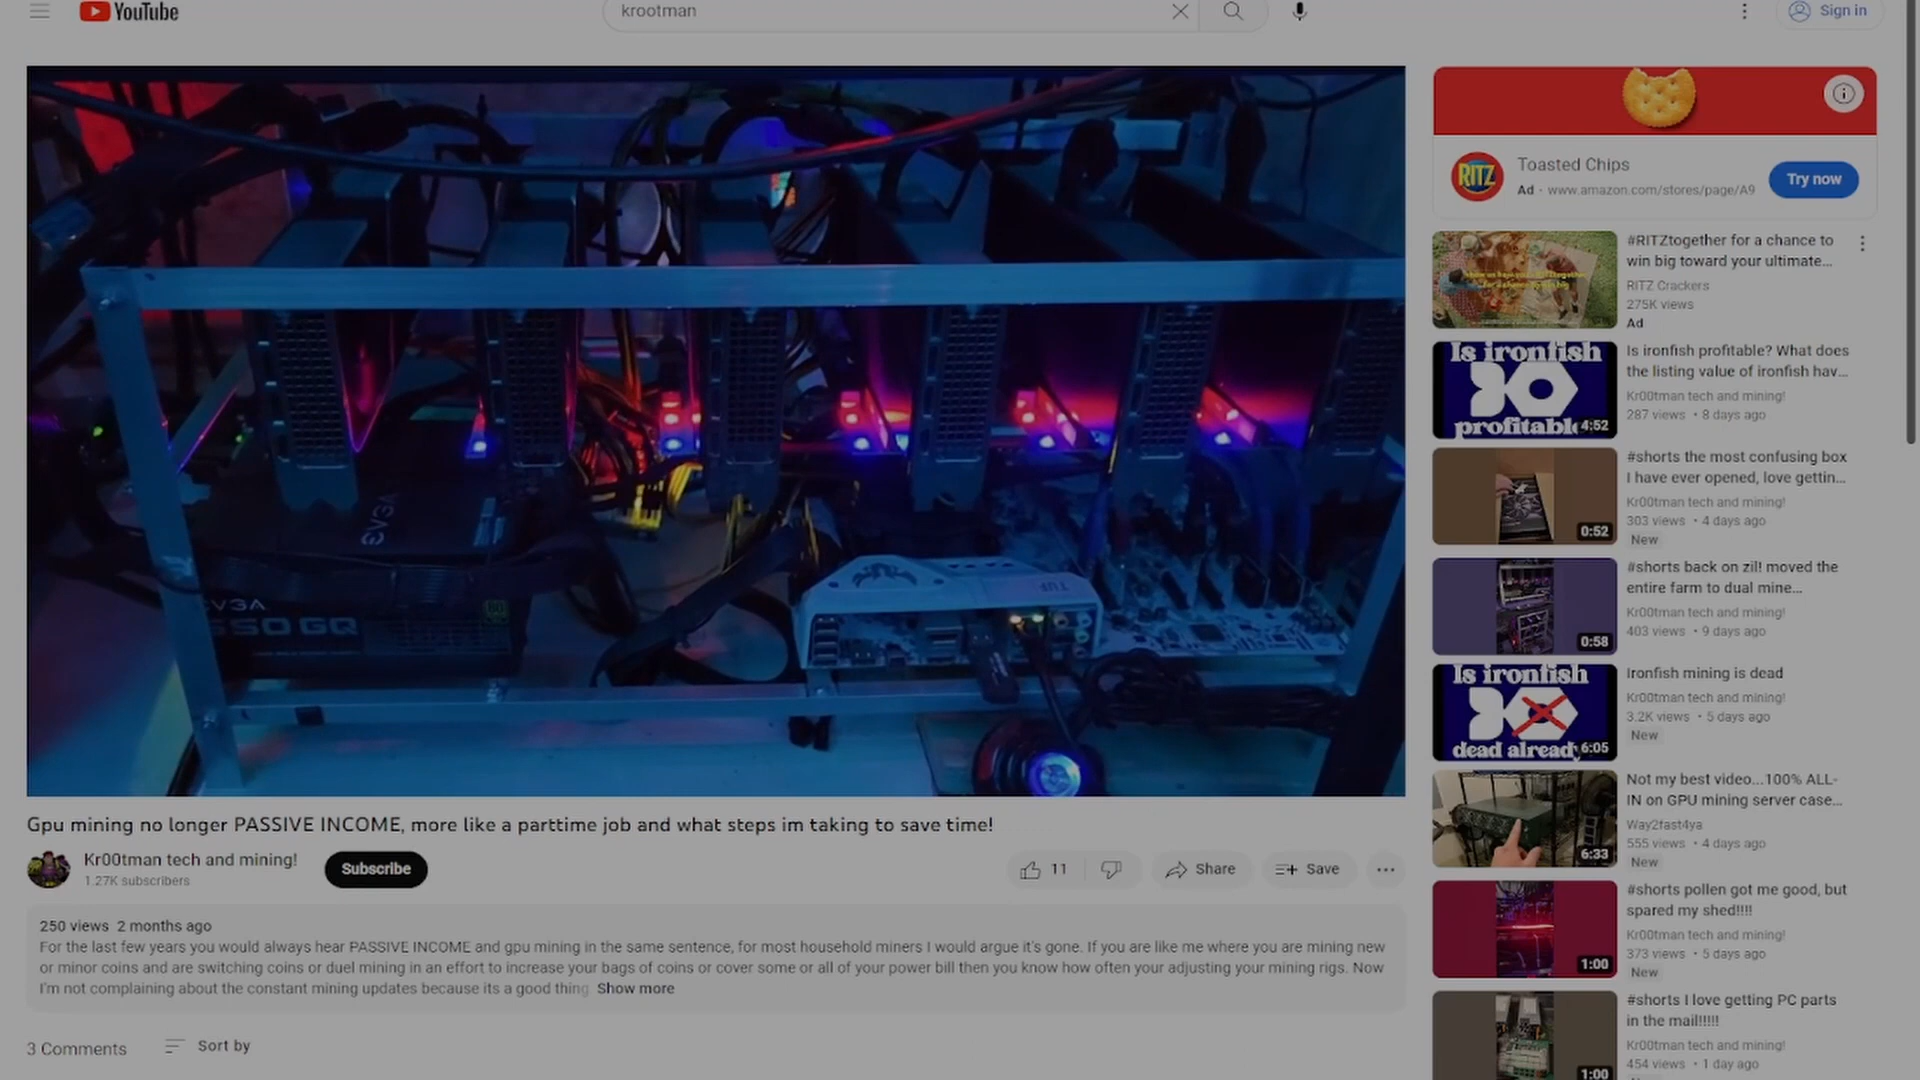 YouTube
krootman
Sign in
EVGA
EVGA
650 GQ
TUF
Gpu mining no longer PASSIVE INCOME, more like a parttime job and what steps im taking to save time!
Kr00tman tech and mining!
1.27K subscribers
Subscribe
11
Share
Save
250 views 2 months ago
For the last few years you would always hear PASSIVE INCOME and gpu mining in the same sentence, for most household miners I would argue it's gone. If you are like me where you are mining new
or minor coins and are switching coins or duel mining in an effort to increase your bags of coins or cover some or all of your power bill then you know how often your adjusting your mining rigs. Now
I'm not complaining about the constant mining updates because its a good thing Show more
3 Comments
Sort by
RITZ
Toasted Chips
Ad · www.amazon.com/stores/page/A9
Try now
#RITZtogether for a chance to
win big toward your ultimate...
RITZ Crackers
275K views
Ad
Is ironfish
profitabl
4:52
Is ironfish profitable? What does
the listing value of ironfish hav...
Kr00tman tech and mining!
287 views • 8 days ago
0:52
#shorts the most confusing box
I have ever opened, love gettin...
Kr00tman tech and mining!
303 views • 4 days ago
New
0:58
#shorts back on zil! moved the
entire farm to dual mine...
Kr00tman tech and mining!
403 views • 9 days ago
Is ironfish
dead already
6:05
Ironfish mining is dead
Kr00tman tech and mining!
3.2K views • 5 days ago
New
6:33
Not my best video...100% ALL-
IN on GPU mining server case...
Way2fast4ya
555 views • 4 days ago
New
1:00
#shorts pollen got me good, but
spared my shed!!!!
Kr00tman tech and mining!
373 views • 5 days ago
New
1:00
#shorts I love getting PC parts
in the mail!!!!!
Kr00tman tech and mining!
454 views • 1 day ago